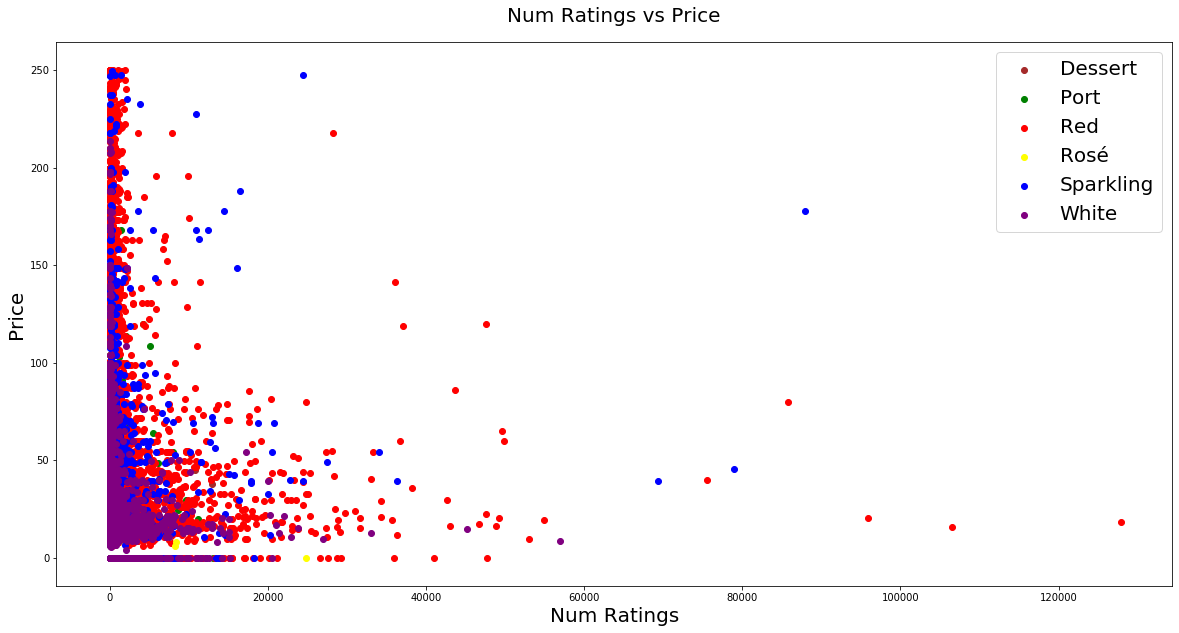 Num Ratings vs Price
Price
250
200
150
100
50
0
0 20000 40000 60000 80000 100000 120000
Num Ratings
Dessert
Port
Red
Rosé
Sparkling
White